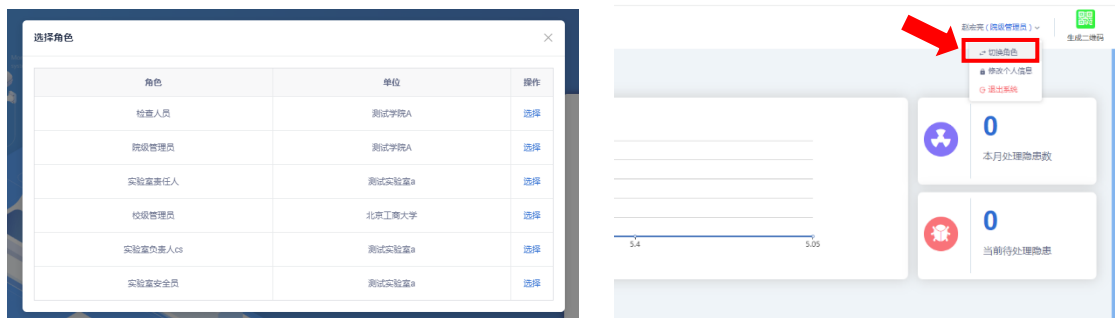 选择角色
角色 单位 操作
检查人员 测试学院A 选择
院级管理员 测试学院A 选择
实验室责任人 测试实验室a 选择
校级管理员 北京工商大学 选择
实验室负责人cs 测试实验室a 选择
实验室安全员 测试实验室a 选择
赵宏亮 ( 院级管理员 )
生成二维码
切换角色
修改个人信息
退出系统
0
本月处理隐患数
0
当前待处理隐患
5.4 5.05